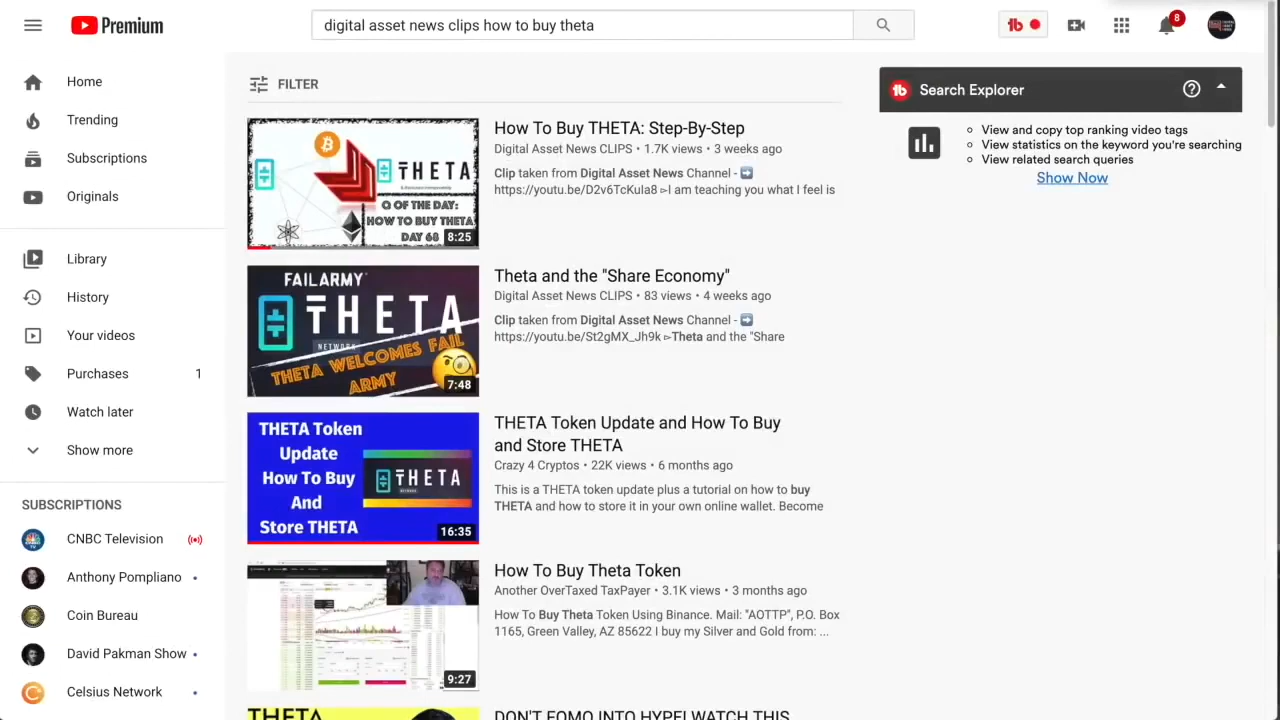 Premium
digital asset news clips how to buy theta
8
Home
Trending
Subscriptions
Originals
Library
History
Your videos
Purchases 1
Watch later
Show more
SUBSCRIPTIONS
CNBC Television
Anthony Pompliano
Coin Bureau
David Pakman Show
Celsius Network
FILTER
THETA
Q OF THE DAY:
HOW TO BUY THETA
DAY 68
8:25
How To Buy THETA: Step-By-Step
Digital Asset News CLIPS • 1.7K views • 3 weeks ago
Clip taken from Digital Asset News Channel - ➡️
https://youtu.be/D2v6TcKuIa8 ▻I am teaching you what I feel is
FAILARMY
THETA
NETWORK
THETA WELCOMES FAIL
ARMY
7:48
Theta and the "Share Economy"
Digital Asset News CLIPS • 83 views • 4 weeks ago
Clip taken from Digital Asset News Channel - ➡️
https://youtu.be/St2gMX_Jh9k ▻Theta and the "Share
THETA Token
Update
How To Buy
And
Store THETA
THETA
NETWORK
16:35
THETA Token Update and How To Buy
and Store THETA
Crazy 4 Cryptos • 22K views • 6 months ago
This is a THETA token update plus a tutorial on how to buy
THETA and how to store it in your own online wallet. Become
9:27
How To Buy Theta Token
TaxPayer • 3.1K views • 3 months ago
How To Buy Theta Token Using Binance. "OTTP", P.O. Box
1165, Green Valley, AZ 85622 I buy my Silver and Gold from: ...
THETA
DON'T FOMO INTO HYPE! WATCH THIS
Search Explorer
View and copy top ranking video tags
View statistics on the keyword you're searching
View related search queries
Show Now